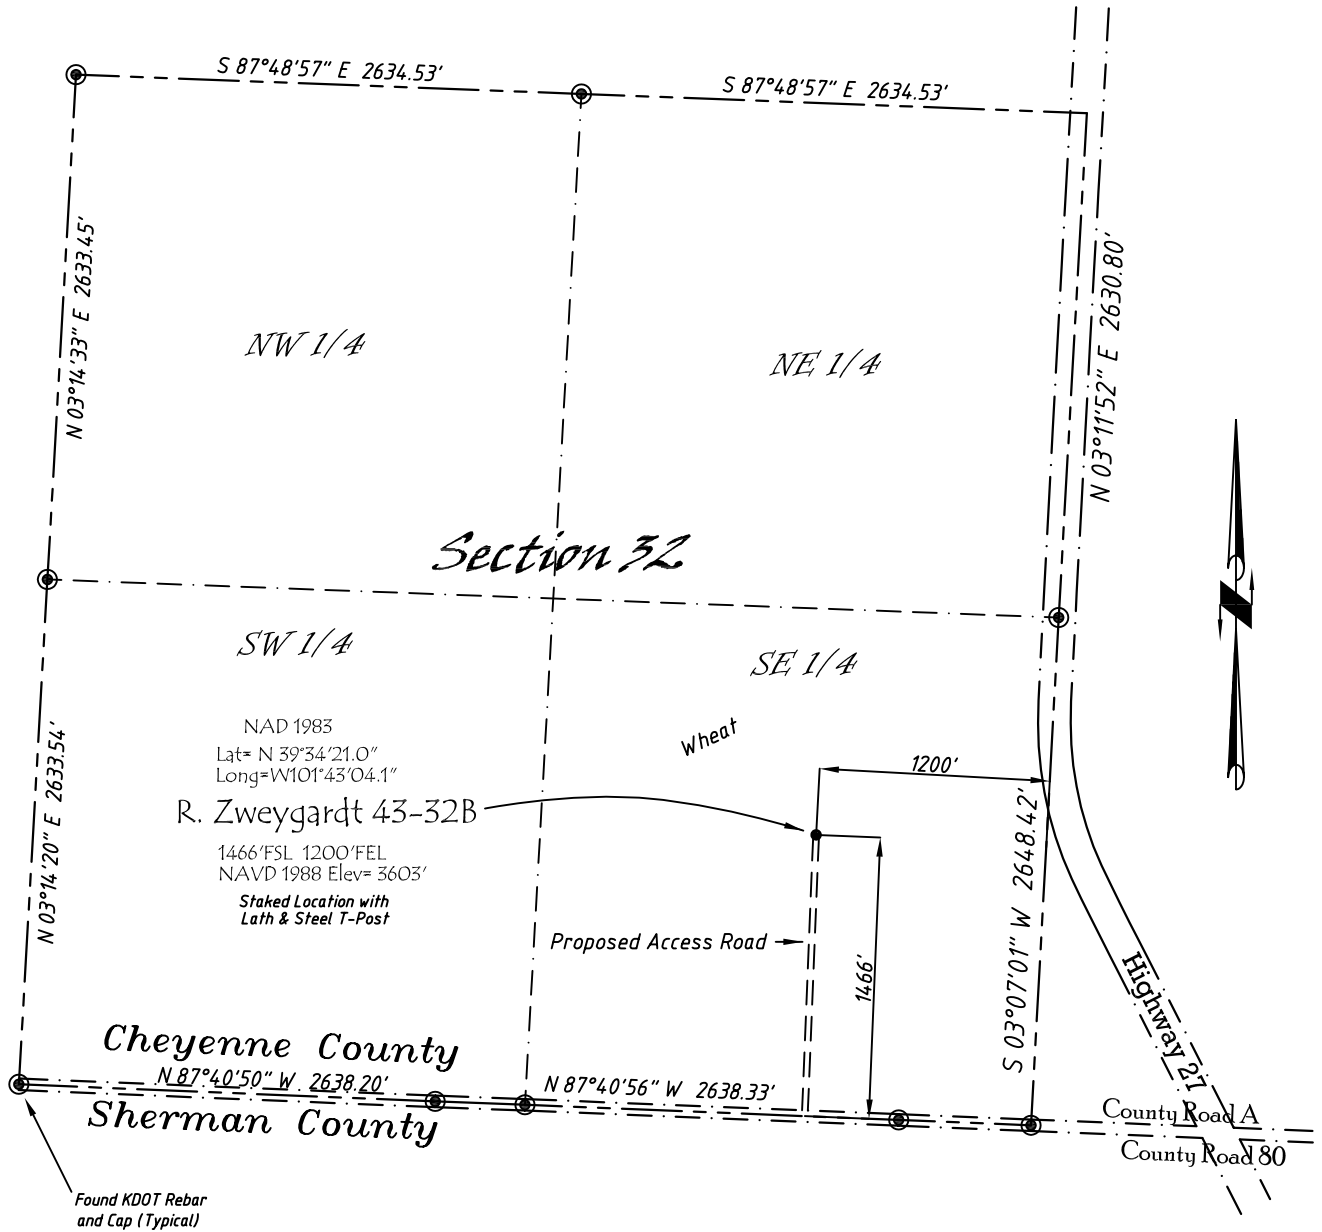 S 87°48'57" E 2634.53'
S 87°48'57" E 2634.53'
N 03°14'33" E 2633.45'
N 03°11'52" E 2630.80'
NW 1/4
NE 1/4
Section 32
SW 1/4
SE 1/4
Wheat
NAD 1983
Lat= N 39°34'21.0"
Long=W101°43'04.1"
R. Zweygardt 43-32B
1466'FSL 1200'FEL
NAVD 1988 Elev= 3603'
Staked Location with
Lath & Steel T-Post
1200'
N 03°14'20" E 2633.54'
S 03°07'01" W 2648.42'
Proposed Access Road
1466'
Highway 27
Cheyenne County
N 87°40'50" W 2638.20'
N 87°40'56" W 2638.33'
Sherman County
County Road A
County Road 80
Found KDOT Rebar
and Cap (Typical)